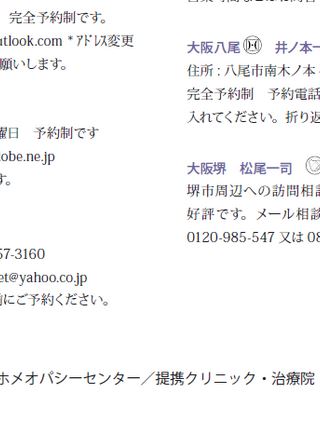 完全予約制です。
utlook.com *ｱﾄﾞﾚｽ変更
願いします。
曜日　予約制です
obe.ne.jp
す。
57-3160
et@yahoo.co.jp
前にご予約ください。
大阪八尾 Ⓗ 井ノ本一
住所：八尾市南木ノ本
完全予約制　予約電話
入れてください。折り返
大阪堺　松尾一司
堺市周辺への訪問相談
好評です。メール相談
0120-985-547 又は 08
ホメオパシーセンター／提携クリニック・治療院